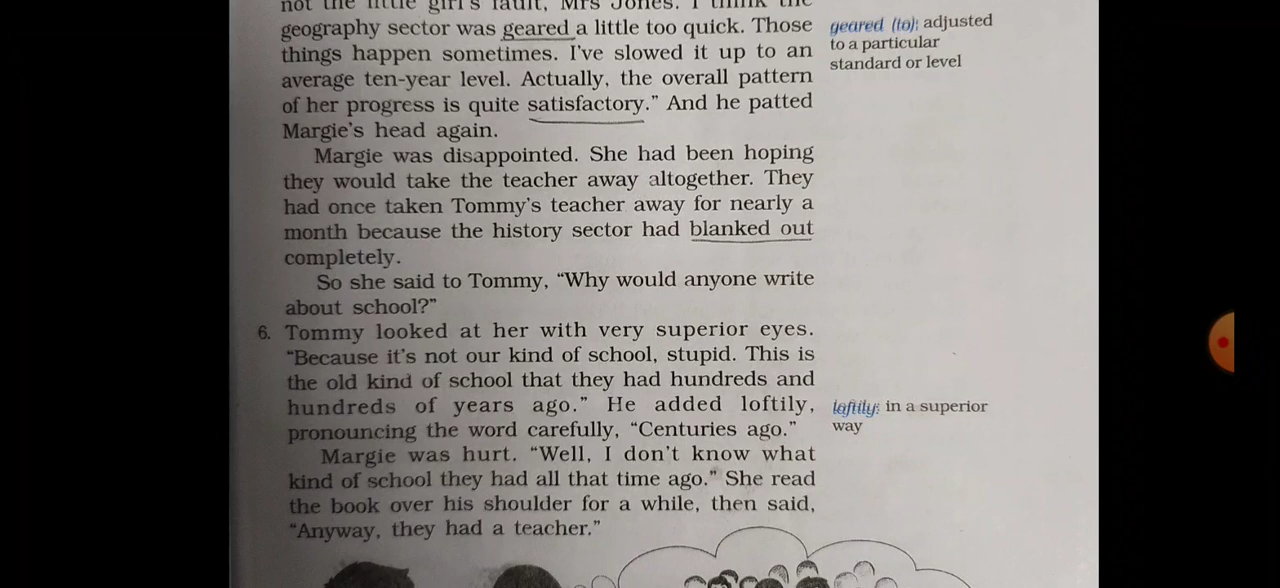 not the little girl's fault, Mrs Jones. I think the
geography sector was geared a little too quick. Those
things happen sometimes. I've slowed it up to an
average ten-year level. Actually, the overall pattern
of her progress is quite satisfactory.” And he patted
Margie's head again.
Margie was disappointed. She had been hoping
they would take the teacher away altogether. They
had once taken Tommy's teacher away for nearly a
month because the history sector had blanked out
completely.
So she said to Tommy, “Why would anyone write
about school?”
6. Tommy looked at her with very superior eyes.
“Because it's not our kind of school, stupid. This is
the old kind of school that they had hundreds and
hundreds of years ago.” He added loftily,
pronouncing the word carefully, “Centuries ago.”
Margie was hurt. “Well, I don't know what
kind of school they had all that time ago.” She read
the book over his shoulder for a while, then said,
“Anyway, they had a teacher.”
geared (to): adjusted
to a particular
standard or level
loftily: in a superior
way